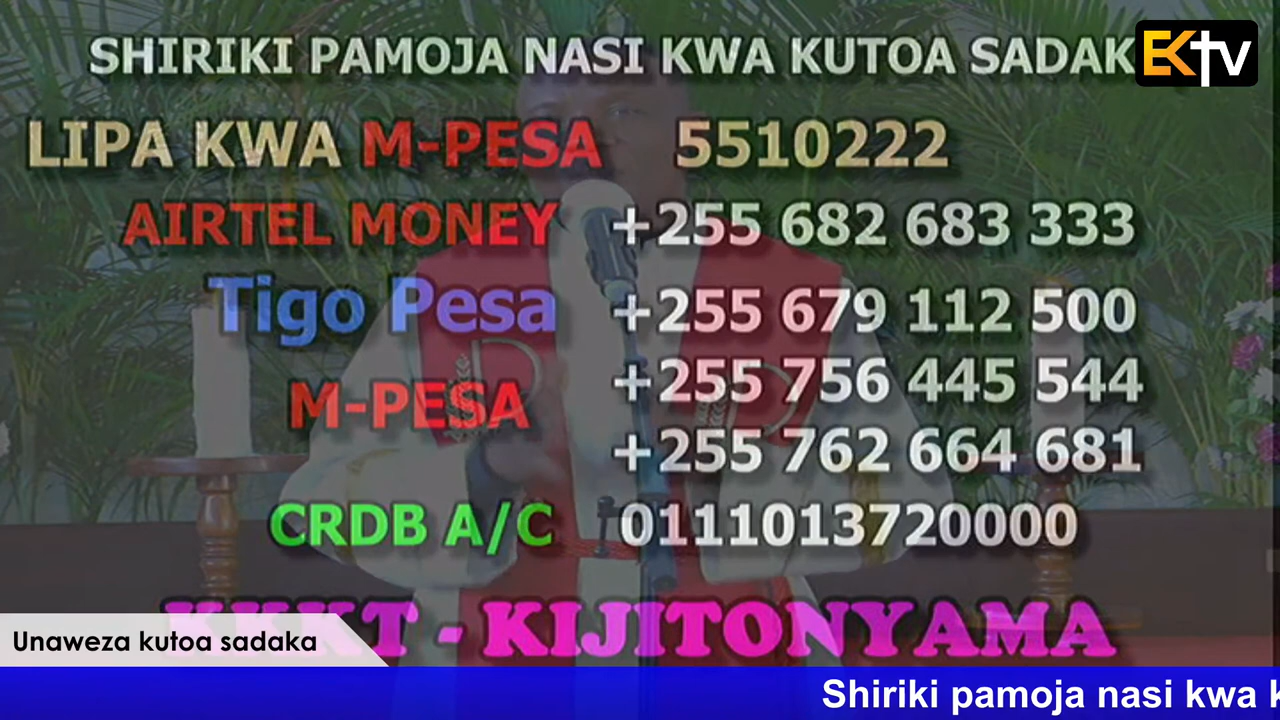 SHIRIKI PAMOJA NASI KWA KUTOA SADAK
EKTV
LIPA KWA M-PESA 5510222
AIRTEL MONEY +255 682 683 333
Tigo Pesa +255 679 112 500
M-PESA +255 756 445 544
+255 762 664 681
CRDB A/C 0111013720000
KKKT - KIJITONYAMA
Unaweza kutoa sadaka
Shiriki pamoja nasi kwa k